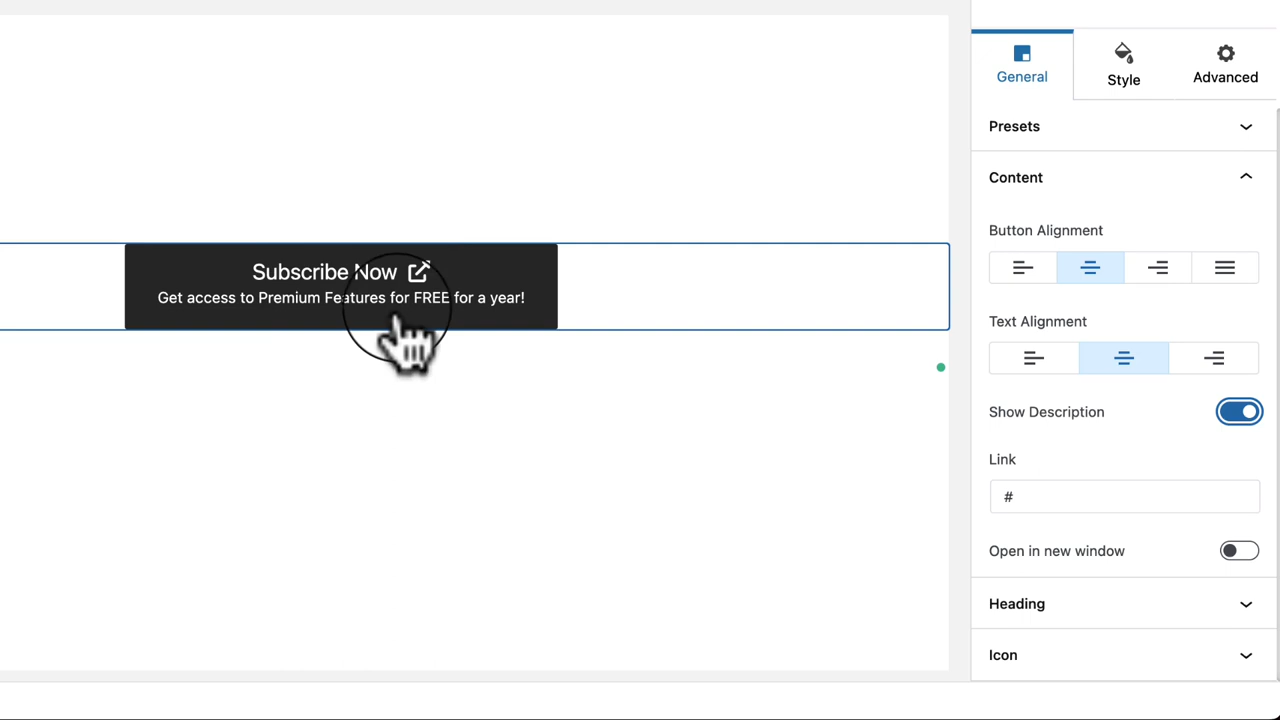 Subscribe Now
Get access to Premium Features for FREE for a year!
General
Style
Advanced
Presets
Content
Button Alignment
Text Alignment
Show Description
Link
#
Open in new window
Heading
Icon